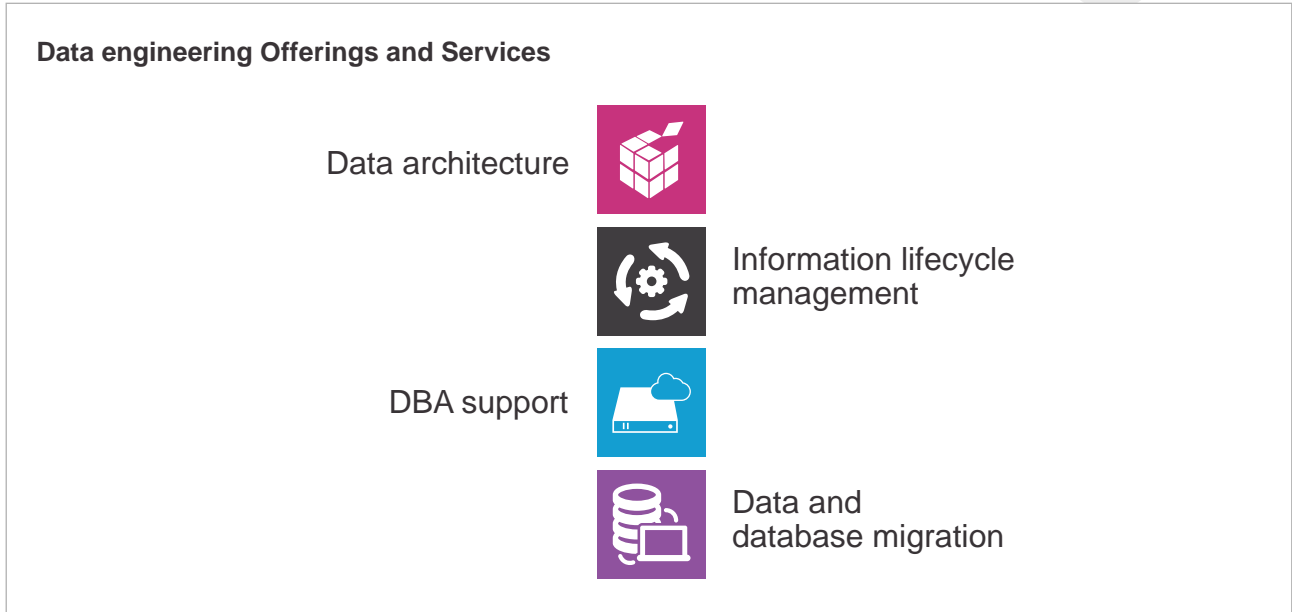 Data engineering Offerings and Services
Data architecture
Information lifecycle
management
DBA support
Data and
database migration